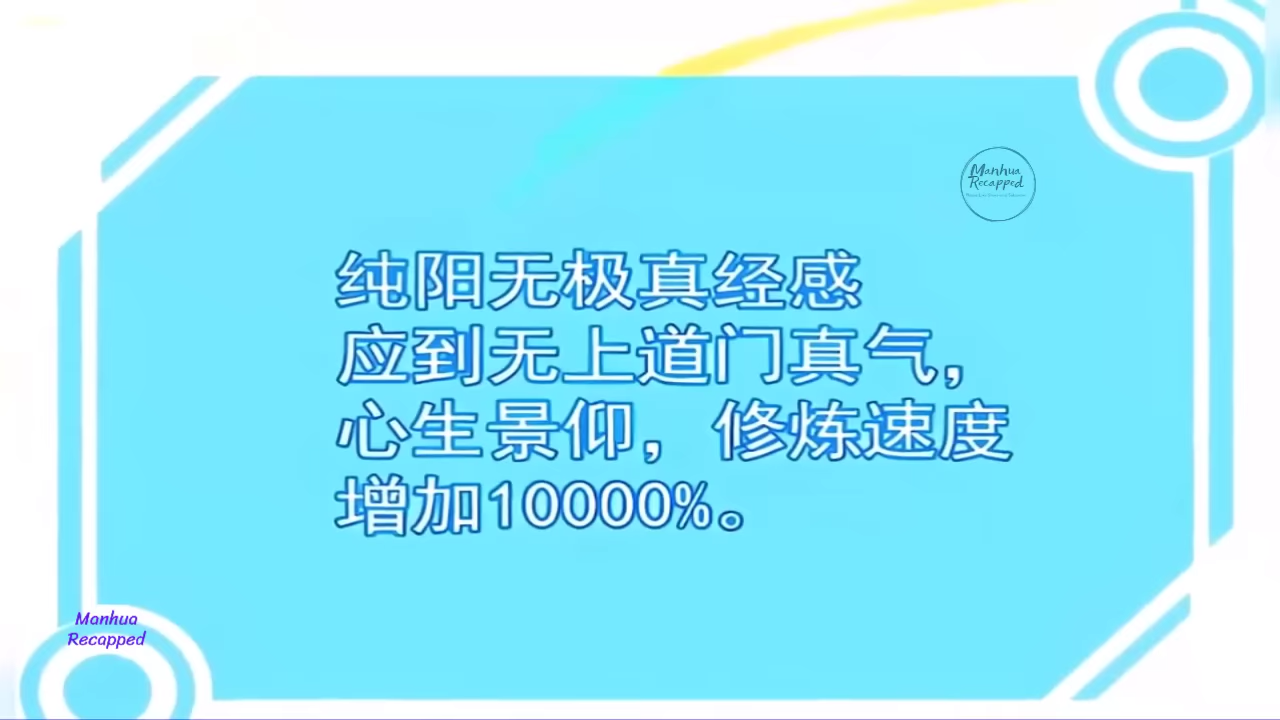 Manhua
Recapped
纯阳无极真经感
应到无上道门真气，
心生景仰，修炼速度
增加10000%。
Manhua
Recapped